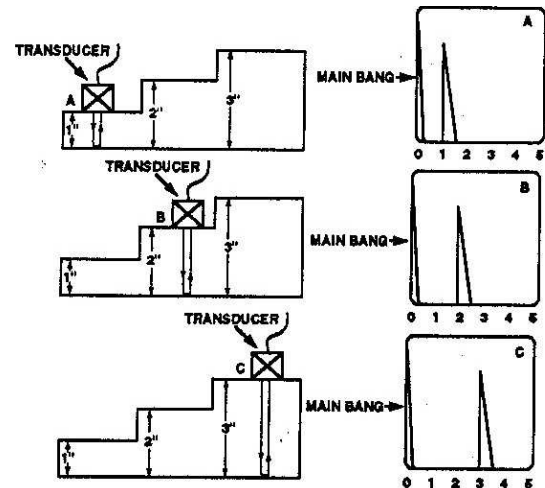 TRANSDUCER
A
1"
2"
3"
MAIN BANG
A
0 1 2 3 4 5
TRANSDUCER
B
1"
2"
3"
MAIN BANG
B
0 1 2 3 4 5
TRANSDUCER
C
1"
2"
3"
MAIN BANG
C
0 1 2 3 4 5